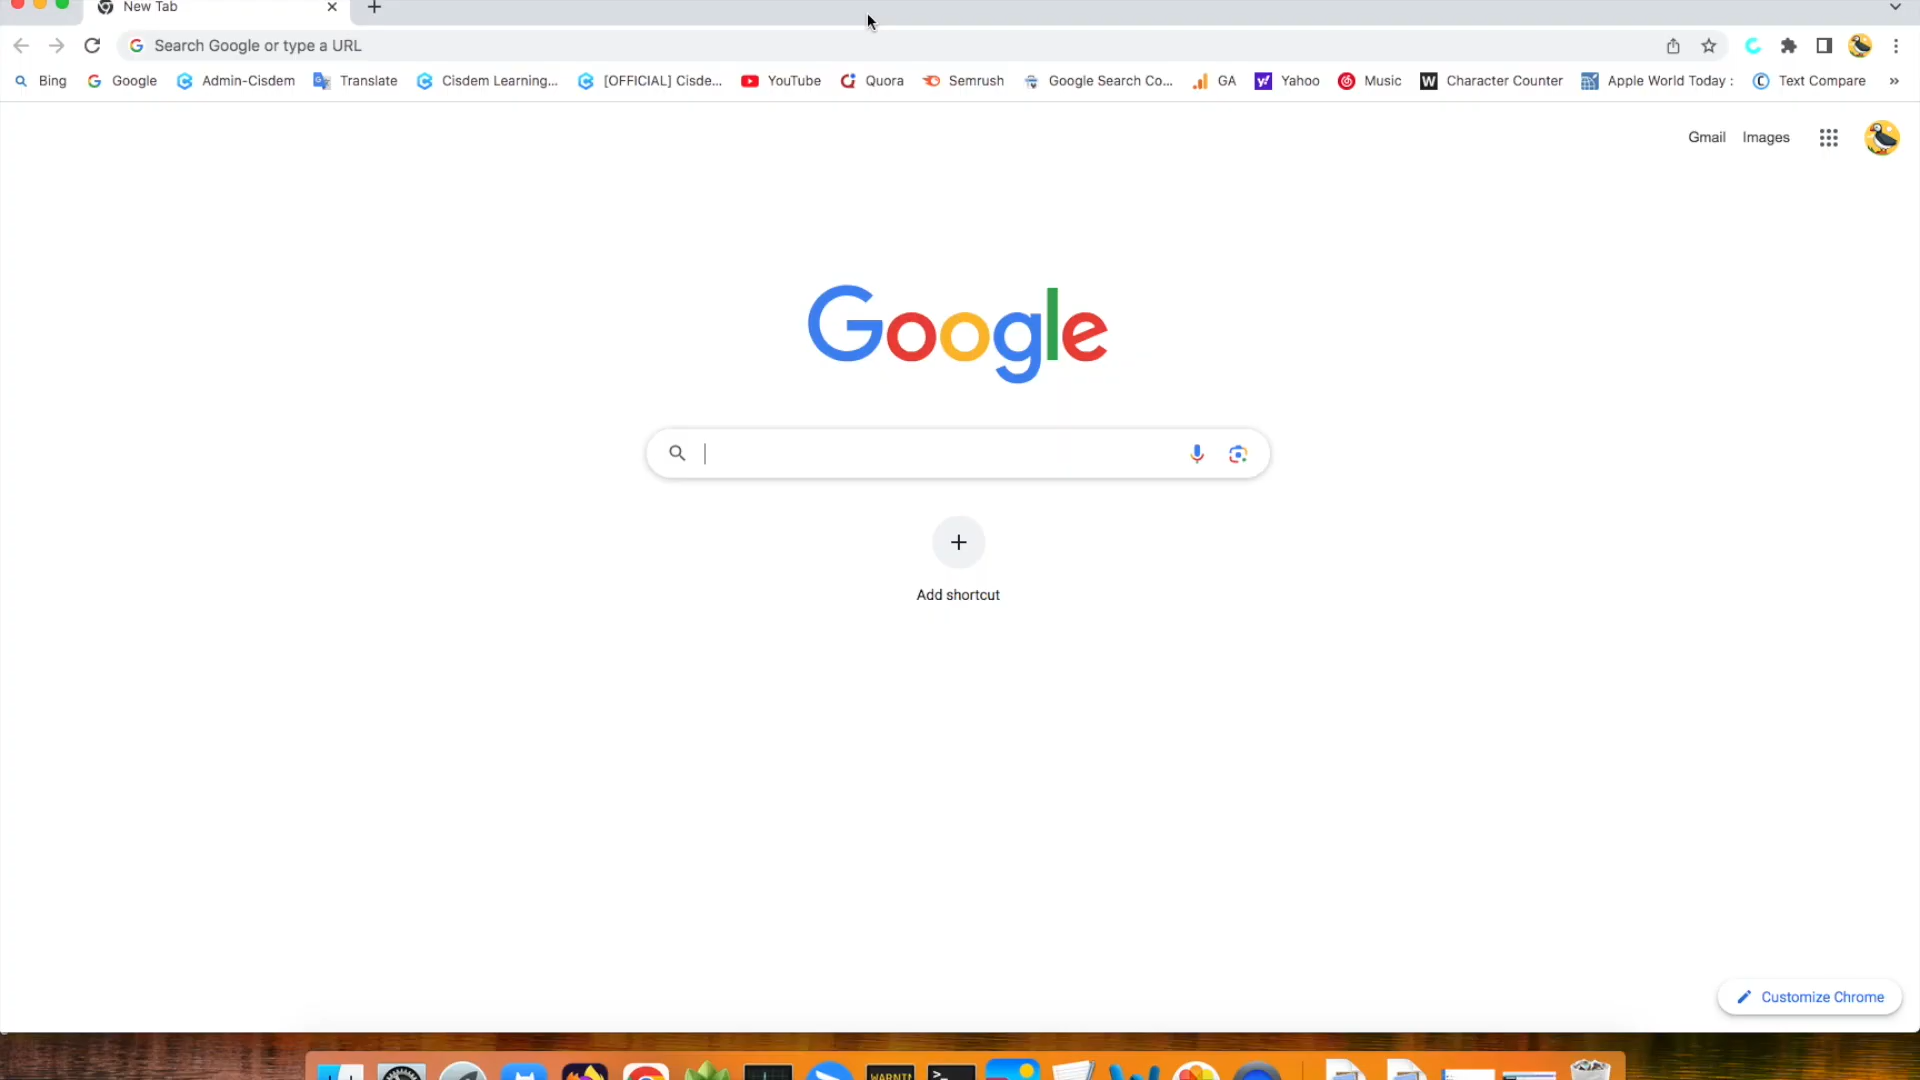 New Tab
Search Google or type a URL
Bing Google Admin-Cisdem Translate Cisdem Learning... [OFFICIAL] Cisde... YouTube Quora Semrush Google Search Co... GA Yahoo Music Character Counter Apple World Today : Text Compare »
Gmail Images
Google
Add shortcut
Customize Chrome